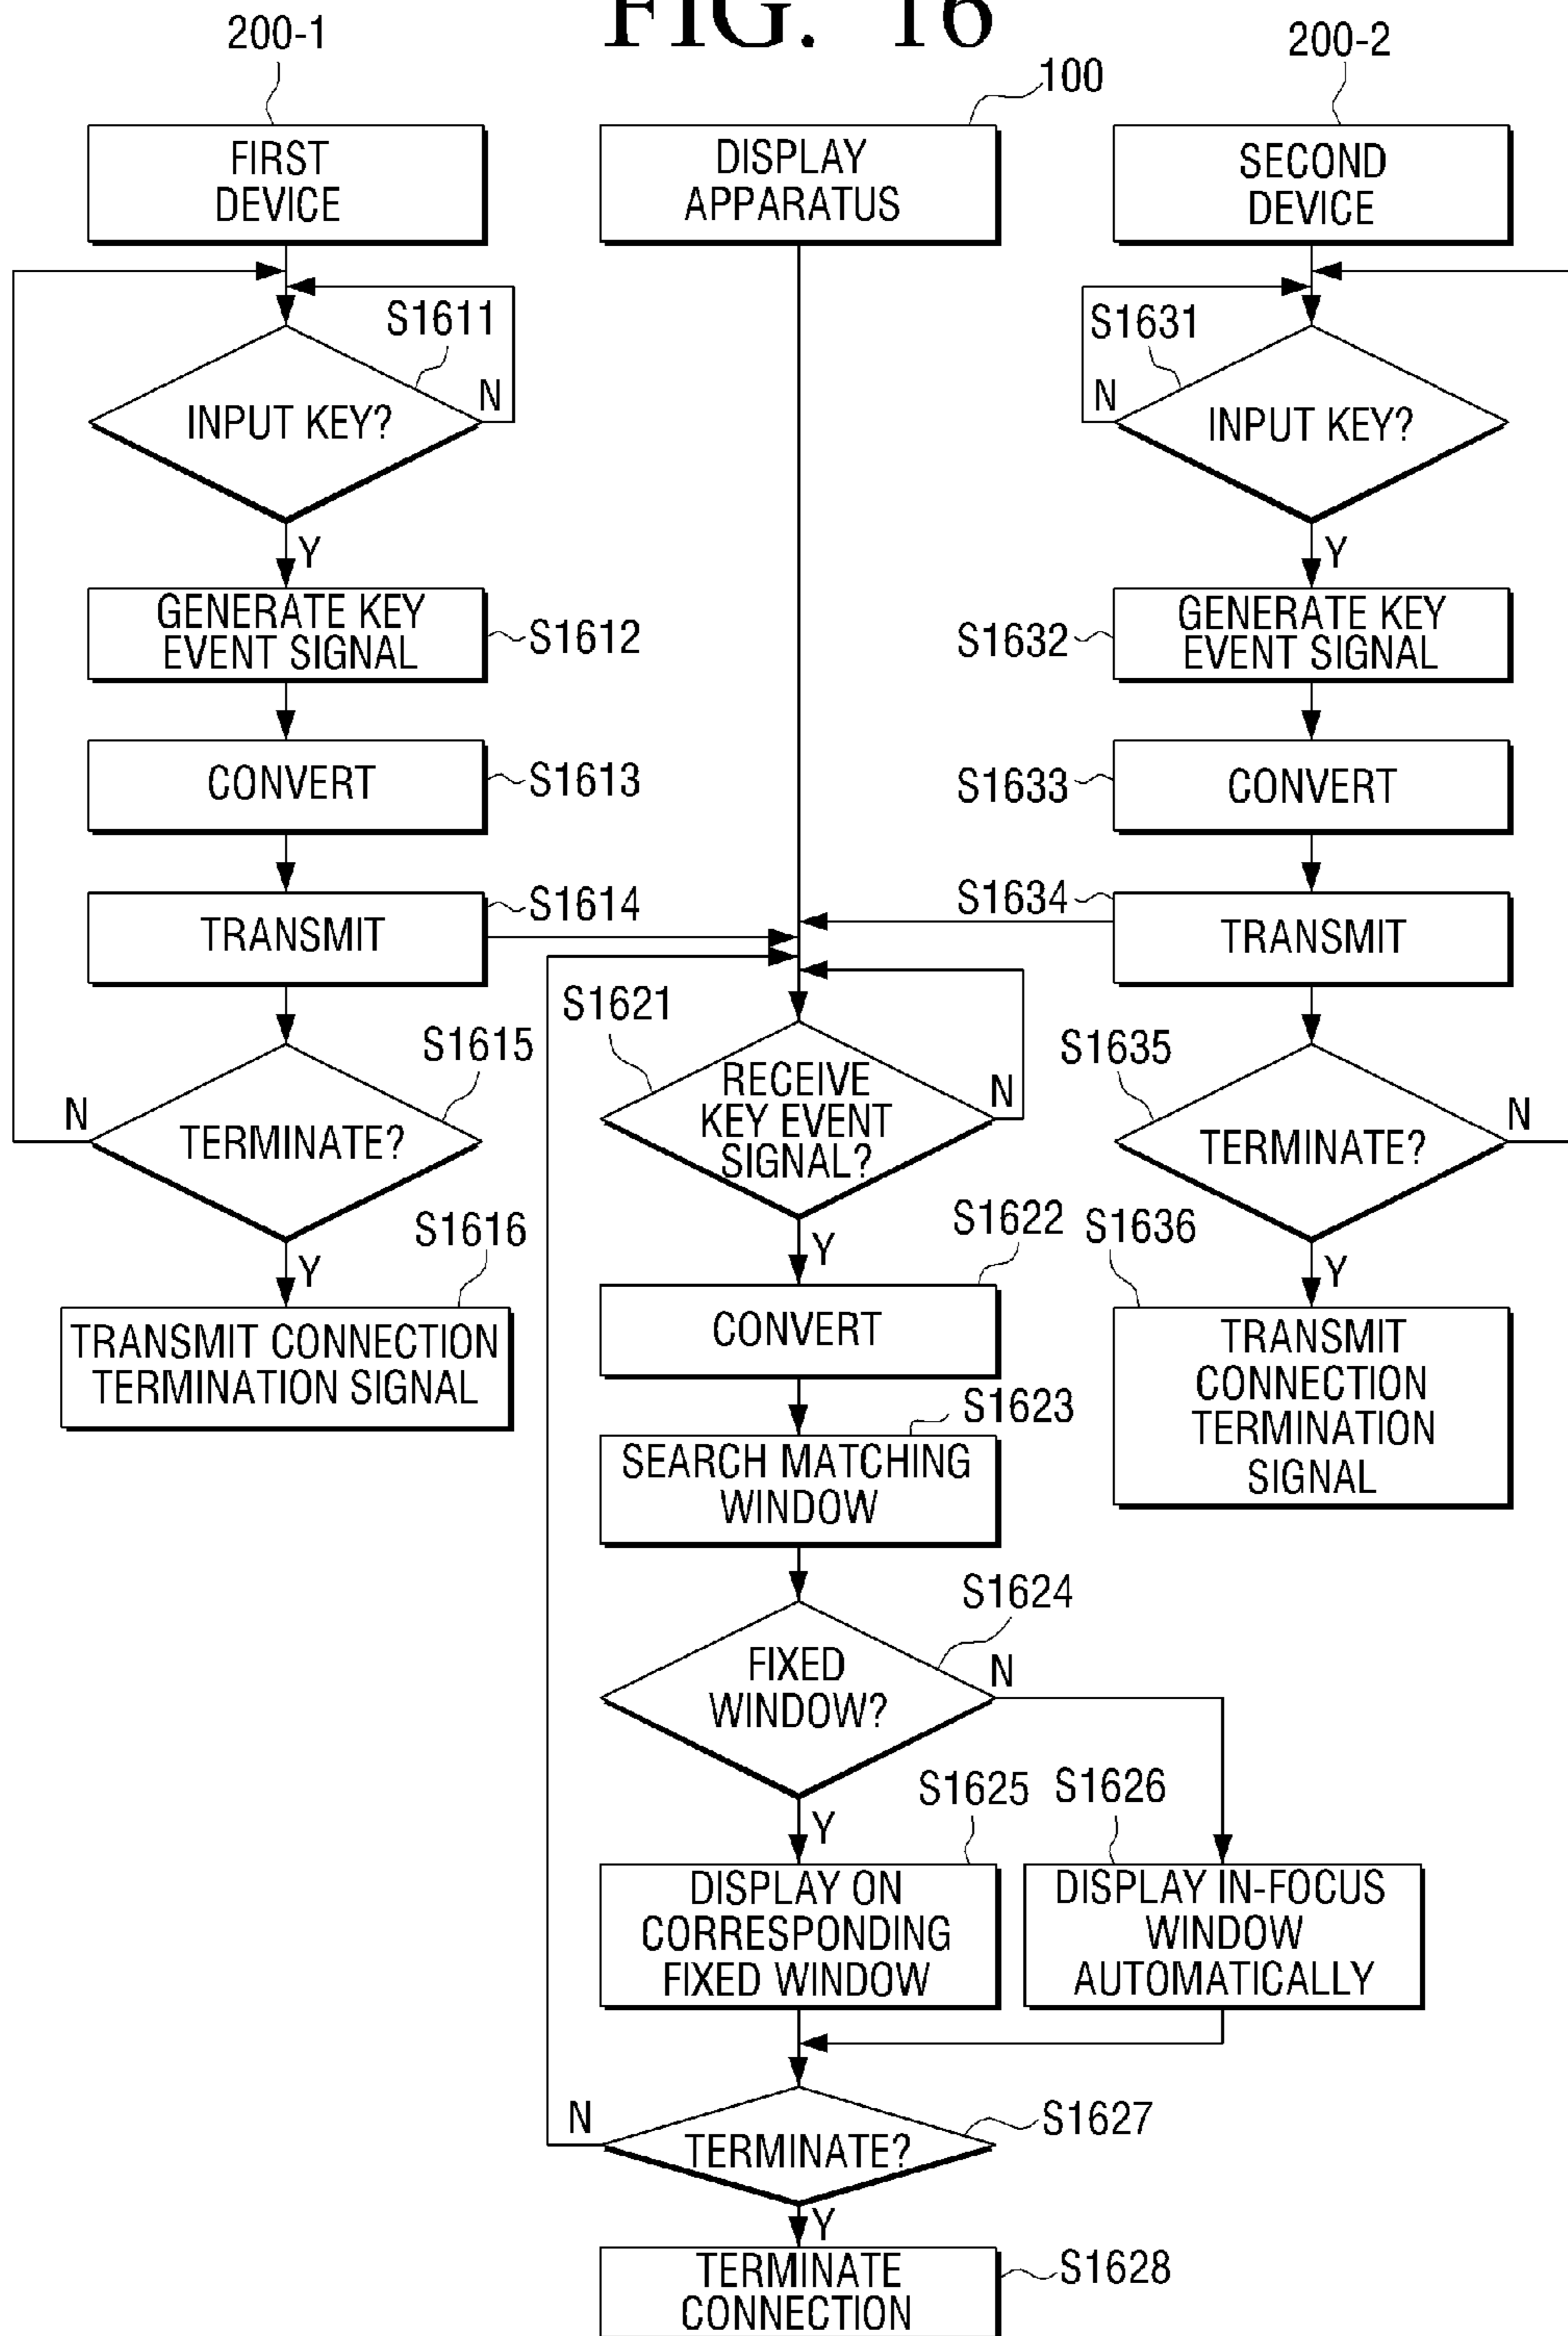 FIG. 16
200-1
100
200-2
FIRST
DEVICE
DISPLAY
APPARATUS
SECOND
DEVICE
S1611
INPUT KEY?
N
Y
GENERATE KEY
EVENT SIGNAL
S1612
CONVERT
S1613
TRANSMIT
S1614
S1615
TERMINATE?
N
Y
S1616
TRANSMIT CONNECTION
TERMINATION SIGNAL
S1621
RECEIVE
KEY EVENT
SIGNAL?
N
Y
S1622
CONVERT
S1623
SEARCH MATCHING
WINDOW
S1624
FIXED
WINDOW?
N
Y
S1625
DISPLAY ON
CORRESPONDING
FIXED WINDOW
S1626
DISPLAY IN-FOCUS
WINDOW
AUTOMATICALLY
S1627
TERMINATE?
N
Y
TERMINATE
CONNECTION
S1628
S1631
INPUT KEY?
N
Y
GENERATE KEY
EVENT SIGNAL
S1632
CONVERT
S1633
TRANSMIT
S1634
S1635
TERMINATE?
N
Y
S1636
TRANSMIT
CONNECTION
TERMINATION
SIGNAL